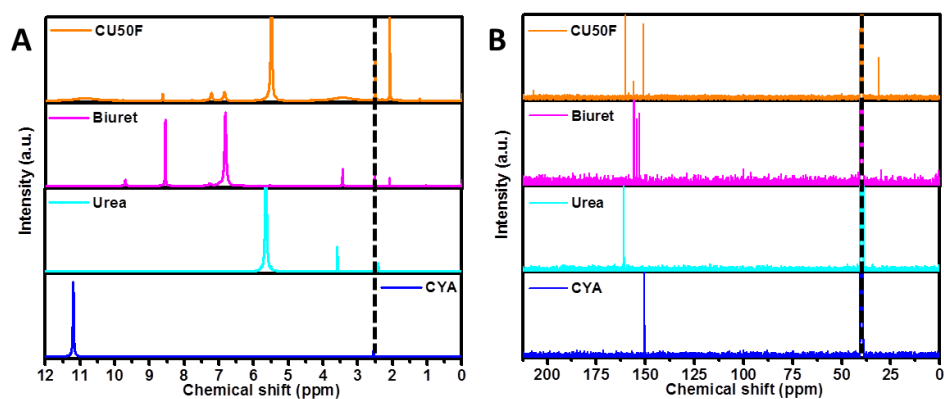 A
CU50F
Biuret
Urea
CYA
Intensity (a.u.)
12 11 10 9 8 7 6 5 4 3 2 1 0
Chemical shift (ppm)
B
CU50F
Biuret
Urea
CYA
Intensity (a.u.)
200 175 150 125 100 75 50 25 0
Chemical shift (ppm)